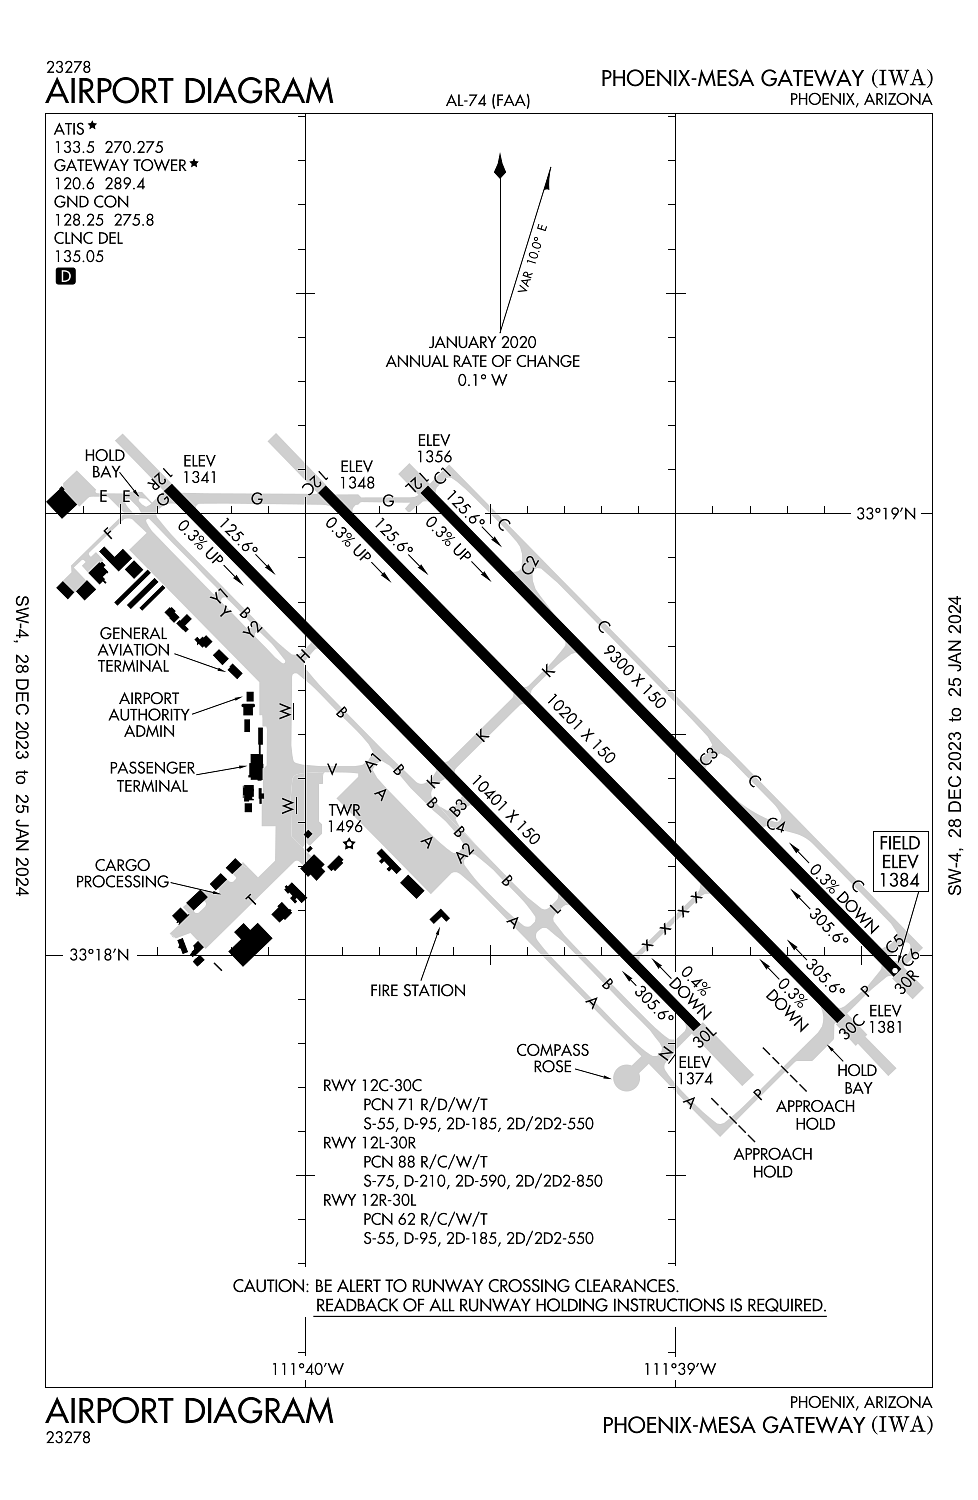 23278
AIRPORT DIAGRAM
AL-74 (FAA)
PHOENIX-MESA GATEWAY (IWA)
PHOENIX, ARIZONA
ATIS★
133.5 270.275
GATEWAY TOWER★
120.6 289.4
GND CON
128.25 275.8
CLNC DEL
135.05
D
VAR 10.0° E
JANUARY 2020
ANNUAL RATE OF CHANGE
0.1° W
HOLD
BAY
ELEV
1341
ELEV
1348
ELEV
1356
12R
12C
12L
C1
E
E
G
G
G
C
33°19'N
F
125.6°
0.3% UP
125.6°
0.3% UP
125.6°
0.3% UP
C2
Y1
Y
B
Y2
H
C
K
GENERAL
AVIATION
TERMINAL
9300 X 150
AIRPORT
AUTHORITY
ADMIN
W
B
K
10201 X 150
C3
PASSENGER
TERMINAL
V
A1
B
A
K
C
W
TWR
1496
B
B3
B
10401 X 150
C4
A
A2
FIELD
ELEV
1384
CARGO
PROCESSING
T
B
L
A
0.3% DOWN
305.6°
C
C5
C6
X
X
X
X
33°18'N
I
FIRE STATION
B
A
305.6°
0.4%
DOWN
305.6°
0.3%
DOWN
P
30R
30C
ELEV
1381
30L
COMPASS
ROSE
N
ELEV
1374
A
P
HOLD
BAY
APPROACH
HOLD
APPROACH
HOLD
RWY 12C-30C
PCN 71 R/D/W/T
S-55, D-95, 2D-185, 2D/2D2-550
RWY 12L-30R
PCN 88 R/C/W/T
S-75, D-210, 2D-590, 2D/2D2-850
RWY 12R-30L
PCN 62 R/C/W/T
S-55, D-95, 2D-185, 2D/2D2-550
CAUTION: BE ALERT TO RUNWAY CROSSING CLEARANCES.
READBACK OF ALL RUNWAY HOLDING INSTRUCTIONS IS REQUIRED.
111°40'W
111°39'W
SW-4, 28 DEC 2023 to 25 JAN 2024
SW-4, 28 DEC 2023 to 25 JAN 2024
AIRPORT DIAGRAM
23278
PHOENIX, ARIZONA
PHOENIX-MESA GATEWAY (IWA)